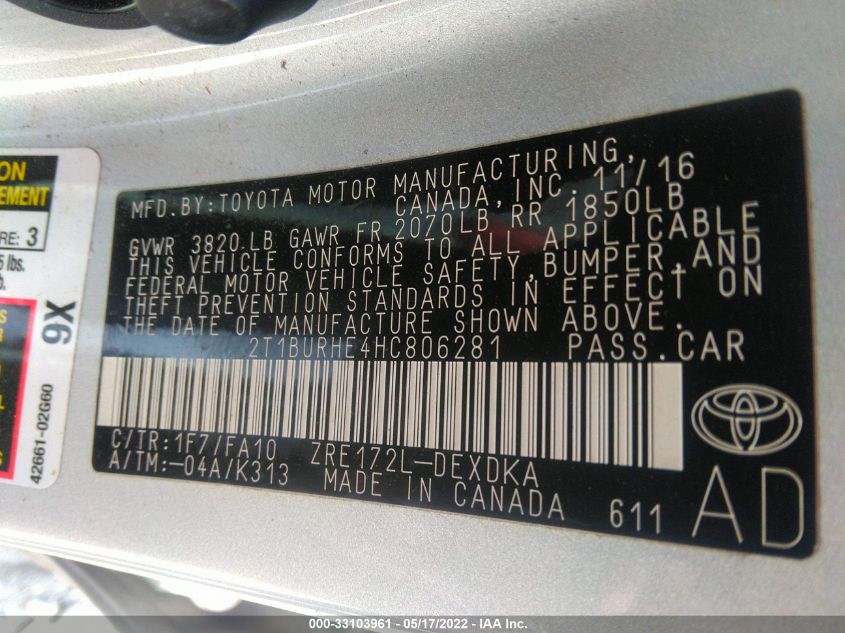 ON
EMENT
RE: 3
5 lbs.
b.
9X
42661-02G60
MFD.BY:TOYOTA MOTOR MANUFACTURING,
CANADA,INC. 11/16
GVWR 3820.LB GAWR FR 2070LB RR 1850LB
THIS VEHICLE CONFORMS TO ALL APPLICABLE
FEDERAL MOTOR VEHICLE SAFETY,BUMPER,AND
THEFT PREVENTION STANDARDS IN EFFECT ON
THE DATE OF MANUFACTURE SHOWN ABOVE.
2T1BURHE4HC806281 PASS.CAR
C/TR:1F7/FA10 ZRE172L-DEXDKA
A/TM:-04A/K313 MADE IN CANADA 611
AD
000-33103961 - 05/17/2022 - IAA Inc.